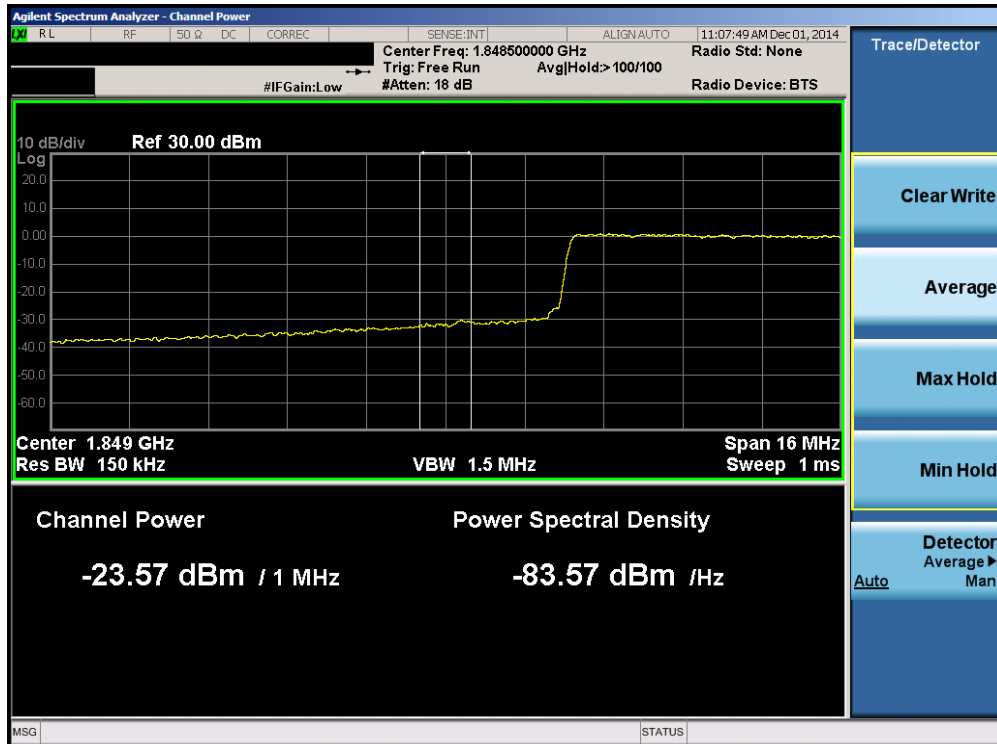 Agilent Spectrum Analyzer - Channel Power
LXI RL RF 50 Ω DC CORREC SENSE:INT ALIGN AUTO 11:07:49 AM Dec 01, 2014
Center Freq: 1.848500000 GHz Radio Std: None
Trig: Free Run Avg|Hold:> 100/100
#IFGain:Low #Atten: 18 dB Radio Device: BTS
10 dB/div Ref 30.00 dBm
Log
20.0
10.0
0.00
-10.0
-20.0
-30.0
-40.0
-50.0
-60.0
Center 1.849 GHz Span 16 MHz
Res BW 150 kHz VBW 1.5 MHz Sweep 1 ms
Channel Power Power Spectral Density
-23.57 dBm / 1 MHz -83.57 dBm /Hz
MSG STATUS
Trace/Detector
Clear Write
Average
Max Hold
Min Hold
Detector
Average▶
Auto Man